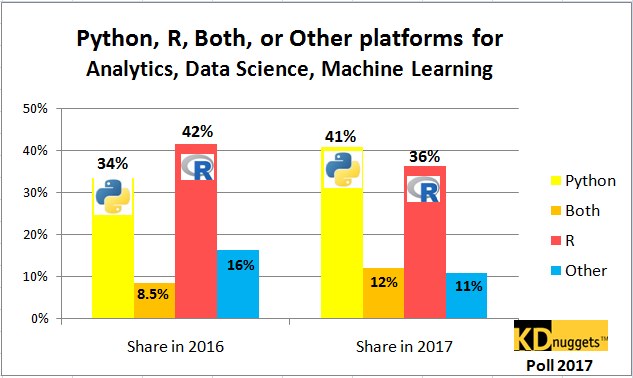 Python, R, Both, or Other platforms for
Analytics, Data Science, Machine Learning
50%
40%
30%
20%
10%
0%
34%
8.5%
42%
R
16%
41%
12%
36%
R
11%
Share in 2016
Share in 2017
Python
Both
R
Other
KDnuggets™
Poll 2017